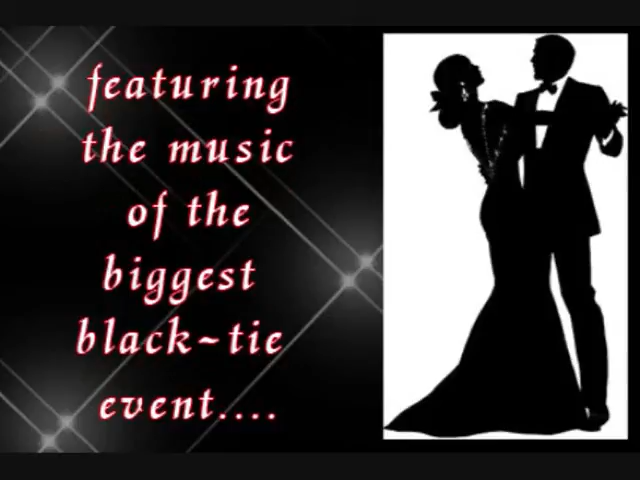 featuring
the music
of the
biggest
black-tie
event....